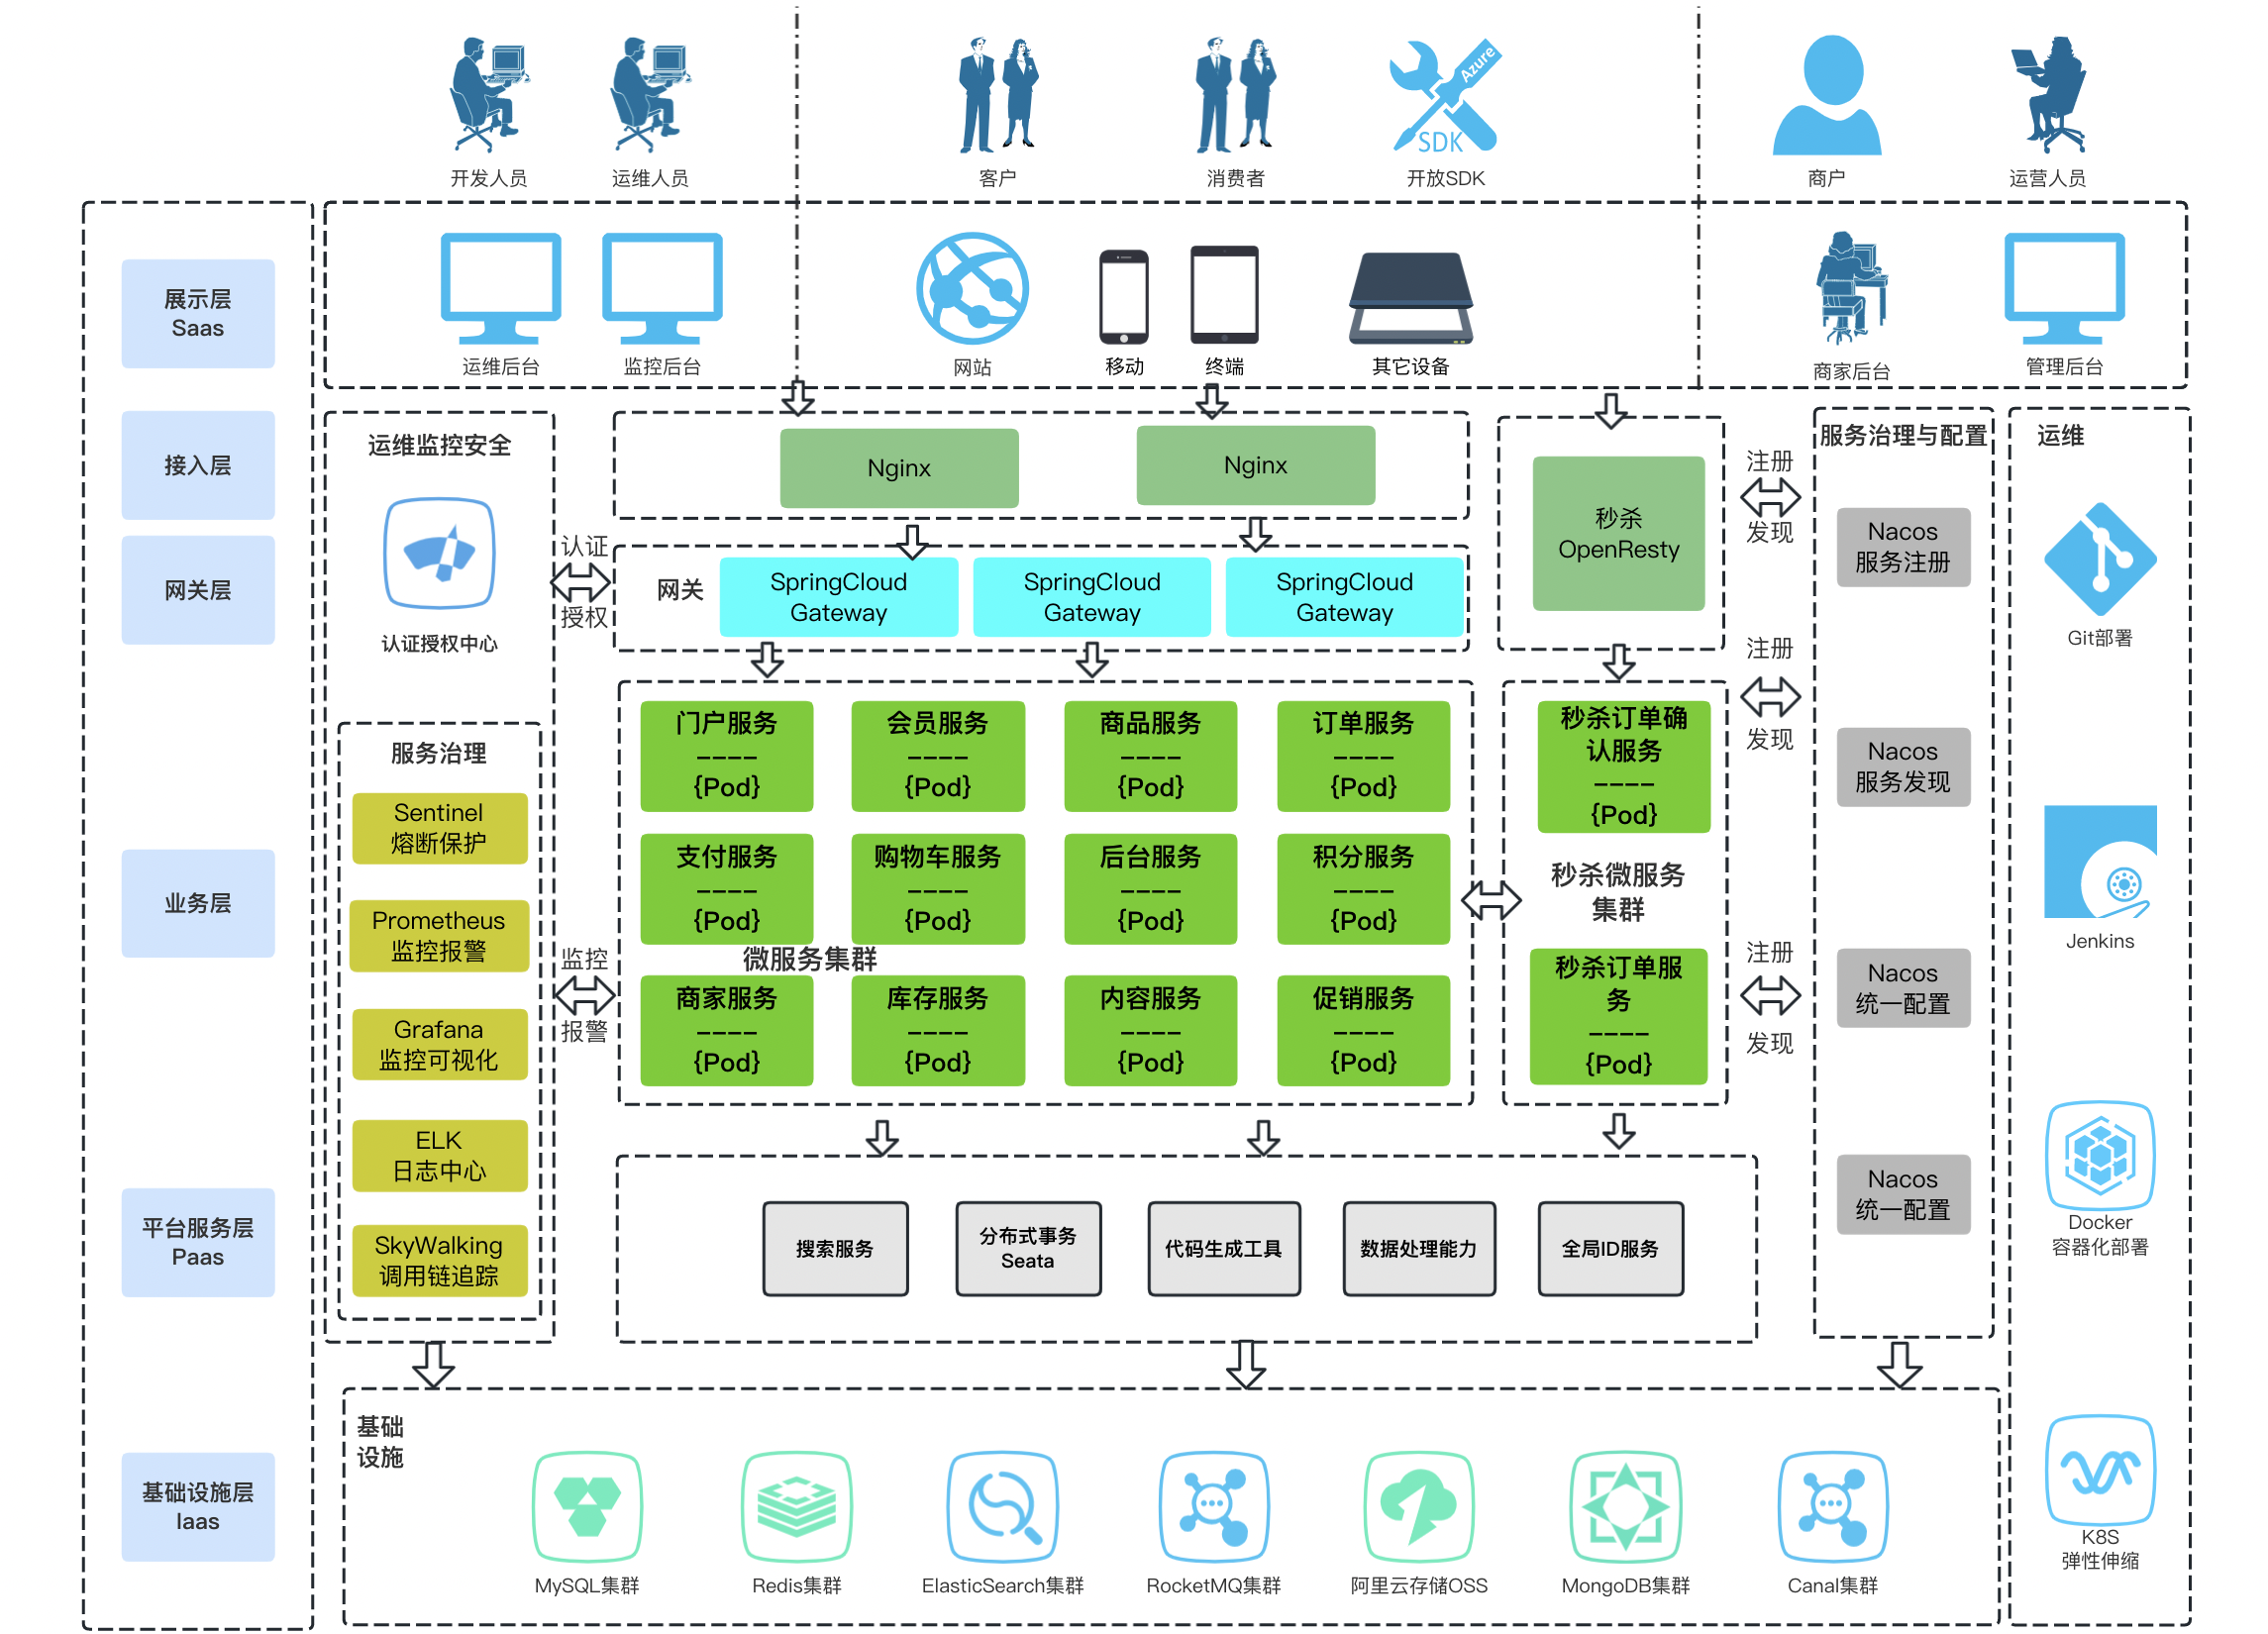 Azure
SDK
开发人员
运维人员
客户
消费者
开放SDK
商户
运营人员
展示层
Saas
运维后台
监控后台
网站
移动
终端
其它设备
商家后台
管理后台
接入层
网关层
业务层
平台服务层
Paas
基础设施层
Iaas
运维监控安全
认证授权中心
服务治理
Sentinel
熔断保护
Prometheus
监控报警
Grafana
监控可视化
ELK
日志中心
SkyWalking
调用链追踪
认证
授权
监控
报警
Nginx
Nginx
网关
SpringCloud
Gateway
SpringCloud
Gateway
SpringCloud
Gateway
秒杀
OpenResty
门户服务
----
{Pod}
会员服务
----
{Pod}
商品服务
----
{Pod}
订单服务
----
{Pod}
支付服务
----
{Pod}
购物车服务
----
{Pod}
后台服务
----
{Pod}
积分服务
----
{Pod}
微服务集群
商家服务
----
{Pod}
库存服务
----
{Pod}
内容服务
----
{Pod}
促销服务
----
{Pod}
秒杀订单确
认服务
----
{Pod}
秒杀微服务
集群
秒杀订单服
务
----
{Pod}
注册
发现
注册
发现
注册
发现
服务治理与配置
Nacos
服务注册
Nacos
服务发现
Nacos
统一配置
Nacos
统一配置
运维
Git部署
Jenkins
Docker
容器化部署
K8S
弹性伸缩
搜索服务
分布式事务
Seata
代码生成工具
数据处理能力
全局ID服务
基础
设施
MySQL集群
Redis集群
ElasticSearch集群
RocketMQ集群
阿里云存储OSS
MongoDB集群
Canal集群